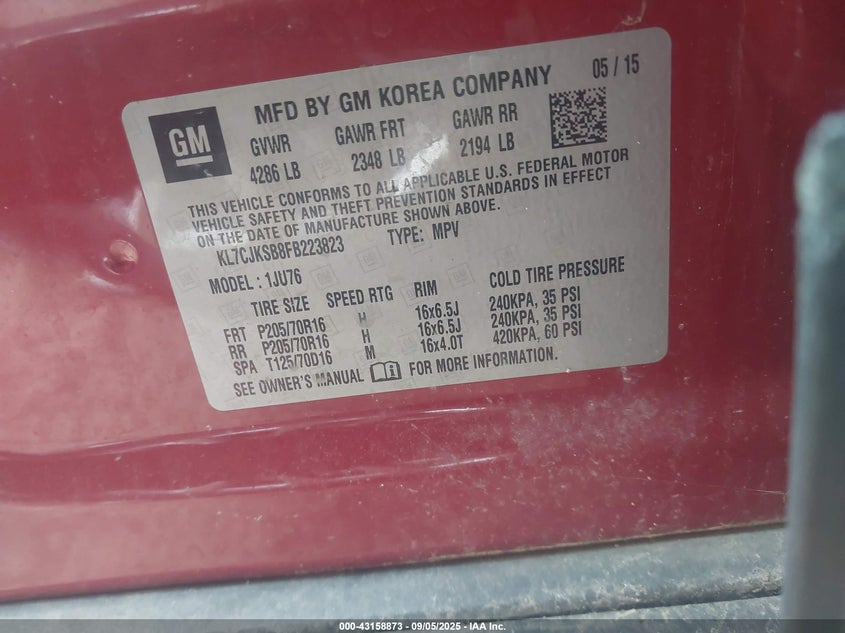 GM
MFD BY GM KOREA COMPANY 05 / 15
GVWR GAWR FRT GAWR RR
4286 LB 2348 LB 2194 LB
THIS VEHICLE CONFORMS TO ALL APPLICABLE U.S. FEDERAL MOTOR
VEHICLE SAFETY AND THEFT PREVENTION STANDARDS IN EFFECT
ON THE DATE OF MANUFACTURE SHOWN ABOVE.
KL7CJKSB8FB223823 TYPE: MPV
MODEL : 1JU76
TIRE SIZE SPEED RTG RIM COLD TIRE PRESSURE
FRT P205/70R16 H 16x6.5J 240KPA, 35 PSI
RR P205/70R16 H 16x6.5J 240KPA, 35 PSI
SPA T125/70D16 M 16x4.0T 420KPA, 60 PSI
SEE OWNER'S MANUAL FOR MORE INFORMATION.
000-43158873 - 09/05/2025 - IAA Inc.